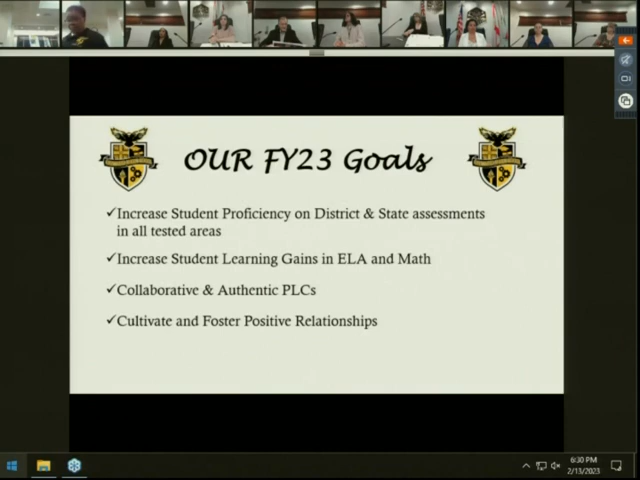 OUR FY23 Goals
✓Increase Student Proficiency on District & State assessments
in all tested areas
✓Increase Student Learning Gains in ELA and Math
✓Collaborative & Authentic PLCs
✓Cultivate and Foster Positive Relationships
6:30 PM
2/13/2023